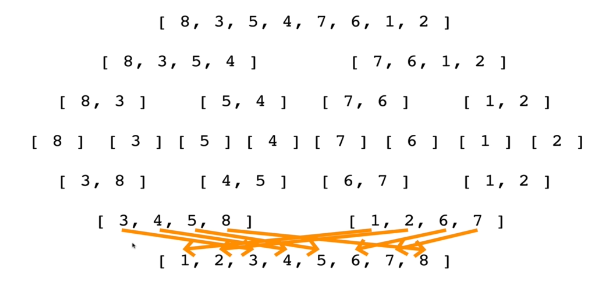 [ 8, 3, 5, 4, 7, 6, 1, 2 ]
[ 8, 3, 5, 4 ] [ 7, 6, 1, 2 ]
[ 8, 3 ] [ 5, 4 ] [ 7, 6 ] [ 1, 2 ]
[ 8 ] [ 3 ] [ 5 ] [ 4 ] [ 7 ] [ 6 ] [ 1 ] [ 2 ]
[ 3, 8 ] [ 4, 5 ] [ 6, 7 ] [ 1, 2 ]
[ 3, 4, 5, 8 ] [ 1, 2, 6, 7 ]
[ 1, 2, 3, 4, 5, 6, 7, 8 ]